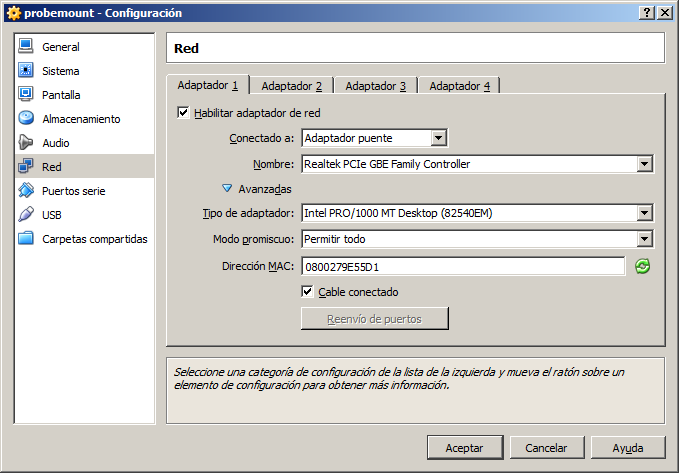 probemount - Configuración
General
Sistema
Pantalla
Almacenamiento
Audio
Red
Puertos serie
USB
Carpetas compartidas
Red
Adaptador 1 Adaptador 2 Adaptador 3 Adaptador 4
Habilitar adaptador de red
Conectado a: Adaptador puente
Nombre: Realtek PCIe GBE Family Controller
Avanzadas
Tipo de adaptador: Intel PRO/1000 MT Desktop (82540EM)
Modo promiscuo: Permitir todo
Dirección MAC: 0800279E55D1
Cable conectado
Reenvío de puertos
Seleccione una categoría de configuración de la lista de la izquierda y mueva el ratón sobre un
elemento de configuración para obtener más información.
Aceptar Cancelar Ayuda